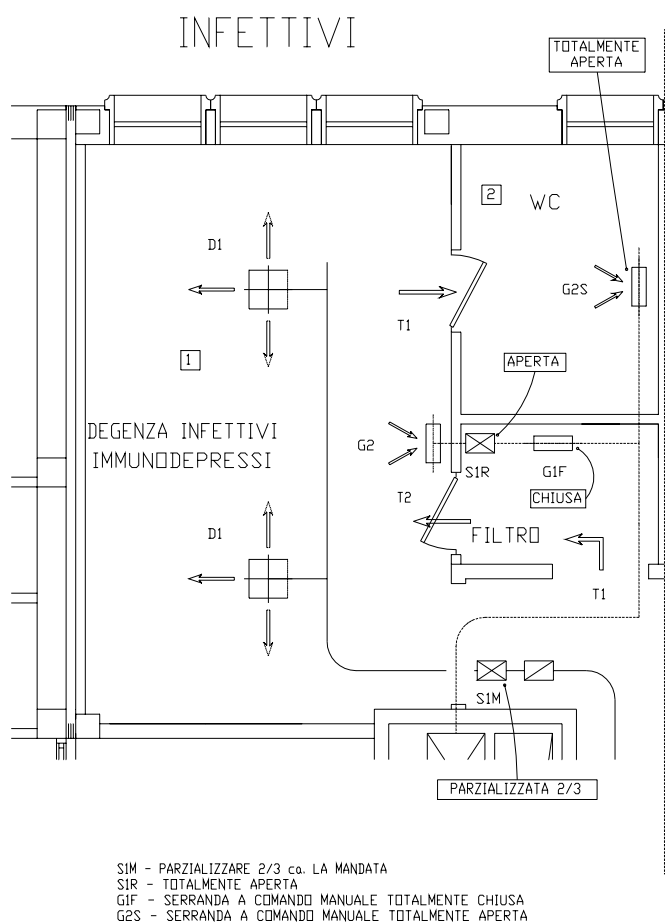 INFETTIVI
TOTALMENTE
APERTA
2
WC
D1
G2S
T1
1
APERTA
DEGENZA INFETTIVI
IMMUNODEPRESSI
G2
S1R
G1F
CHIUSA
T2
D1
FILTRO
T1
S1M
PARZIALIZZATA 2/3
S1M - PARZIALIZZARE 2/3 ca. LA MANDATA
S1R - TOTALMENTE APERTA
G1F - SERRANDA A COMANDO MANUALE TOTALMENTE CHIUSA
G2S - SERRANDA A COMANDO MANUALE TOTALMENTE APERTA